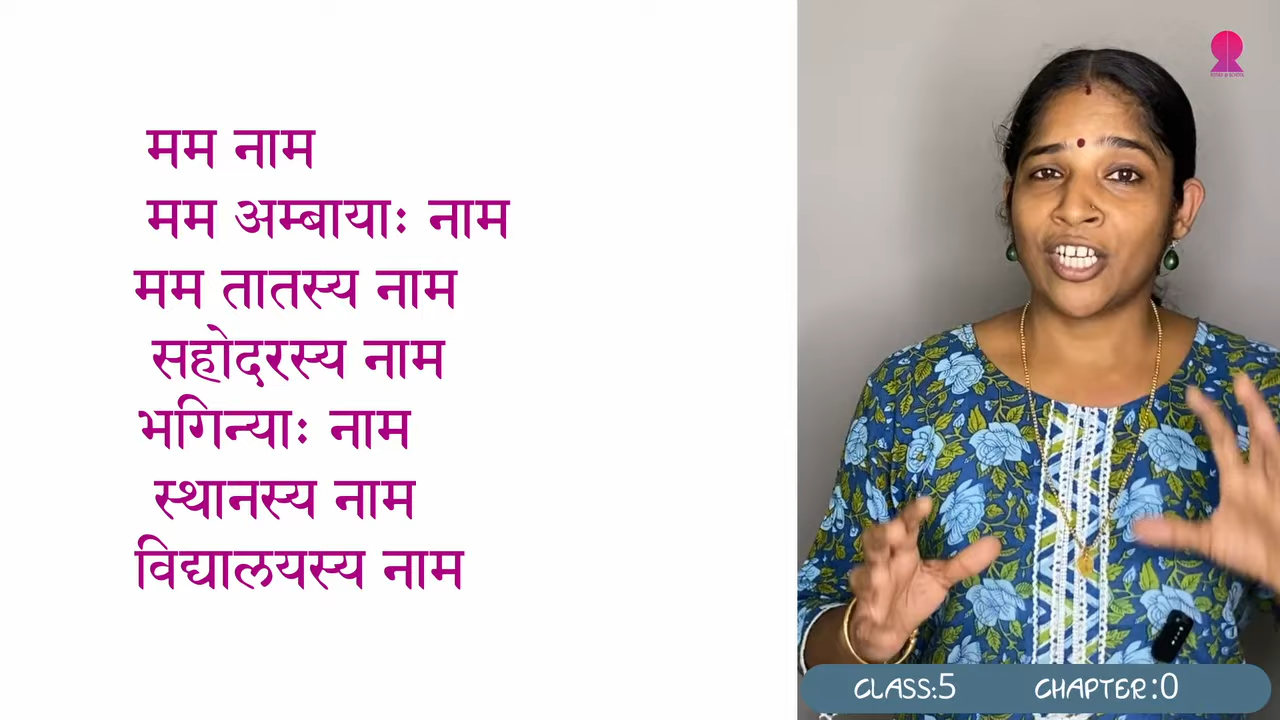 मम नाम
मम अम्बायाः नाम
मम तातस्य नाम
सहोदरस्य नाम
भगिन्याः नाम
स्थानस्य नाम
विद्यालयस्य नाम
CLASS:5 CHAPTER:0